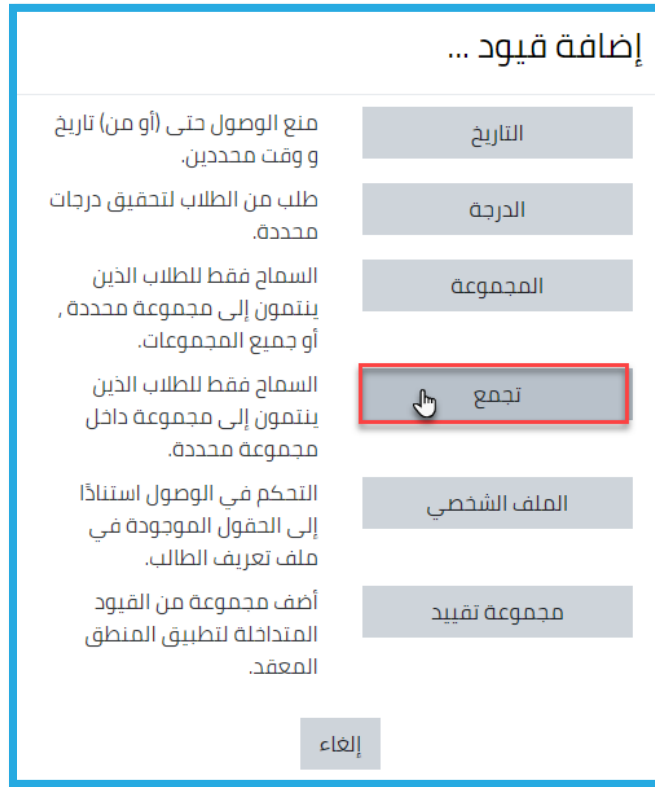 إضافة قيود ...
التاريخ
منع الوصول حتى (أو من) تاريخ
و وقت محددين.
الدرجة
طلب من الطلاب لتحقيق درجات
محددة.
المجموعة
السماح فقط للطلاب الذين
ينتمون إلى مجموعة محددة ,
أو جميع المجموعات.
تجمع
السماح فقط للطلاب الذين
ينتمون إلى مجموعة داخل
مجموعة محددة.
الملف الشخصي
التحكم في الوصول استنادًا
إلى الحقول الموجودة في
ملف تعريف الطالب.
مجموعة تقييد
أضف مجموعة من القيود
المتداخلة لتطبيق المنطق
المعقد.
إلغاء